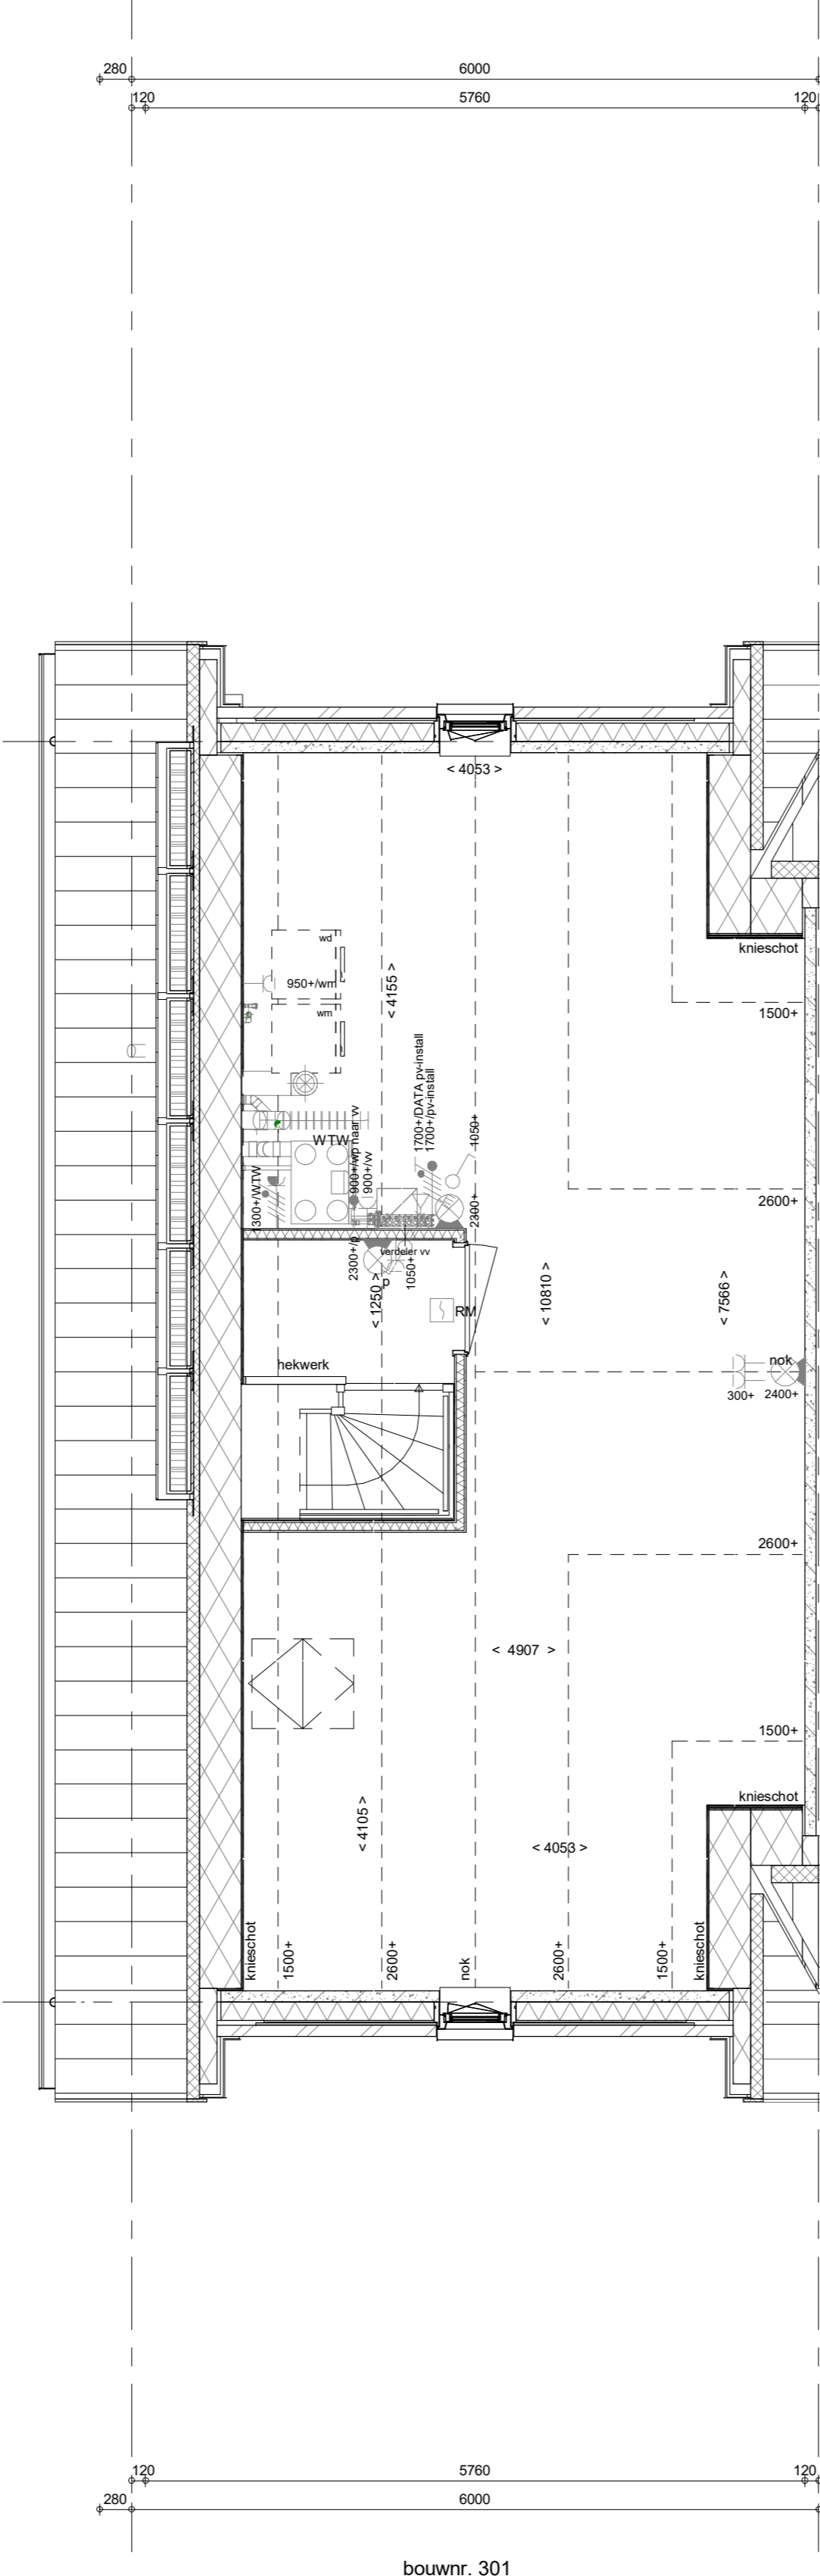 280 6000
120 5760 120
< 4053 >
knieschot
wd
< 4155 >
950+/wm
1500+
wm
1700+/DATA pv-install
1700+/pv-install
1050+
WTW
900+/wp naar vv
900+/vv
1300+/WTW
2300+
2600+
2300+/p
verdeler vv
1050+
p
< 1250 >
< 10810 >
< 7566 >
RM
hekwerk
nok
300+ 2400+
2600+
< 4907 >
1500+
knieschot
< 4105 >
< 4053 >
knieschot
1500+
2600+
nok
2600+
1500+
knieschot
120 5760 120
280 6000
bouwnr. 301